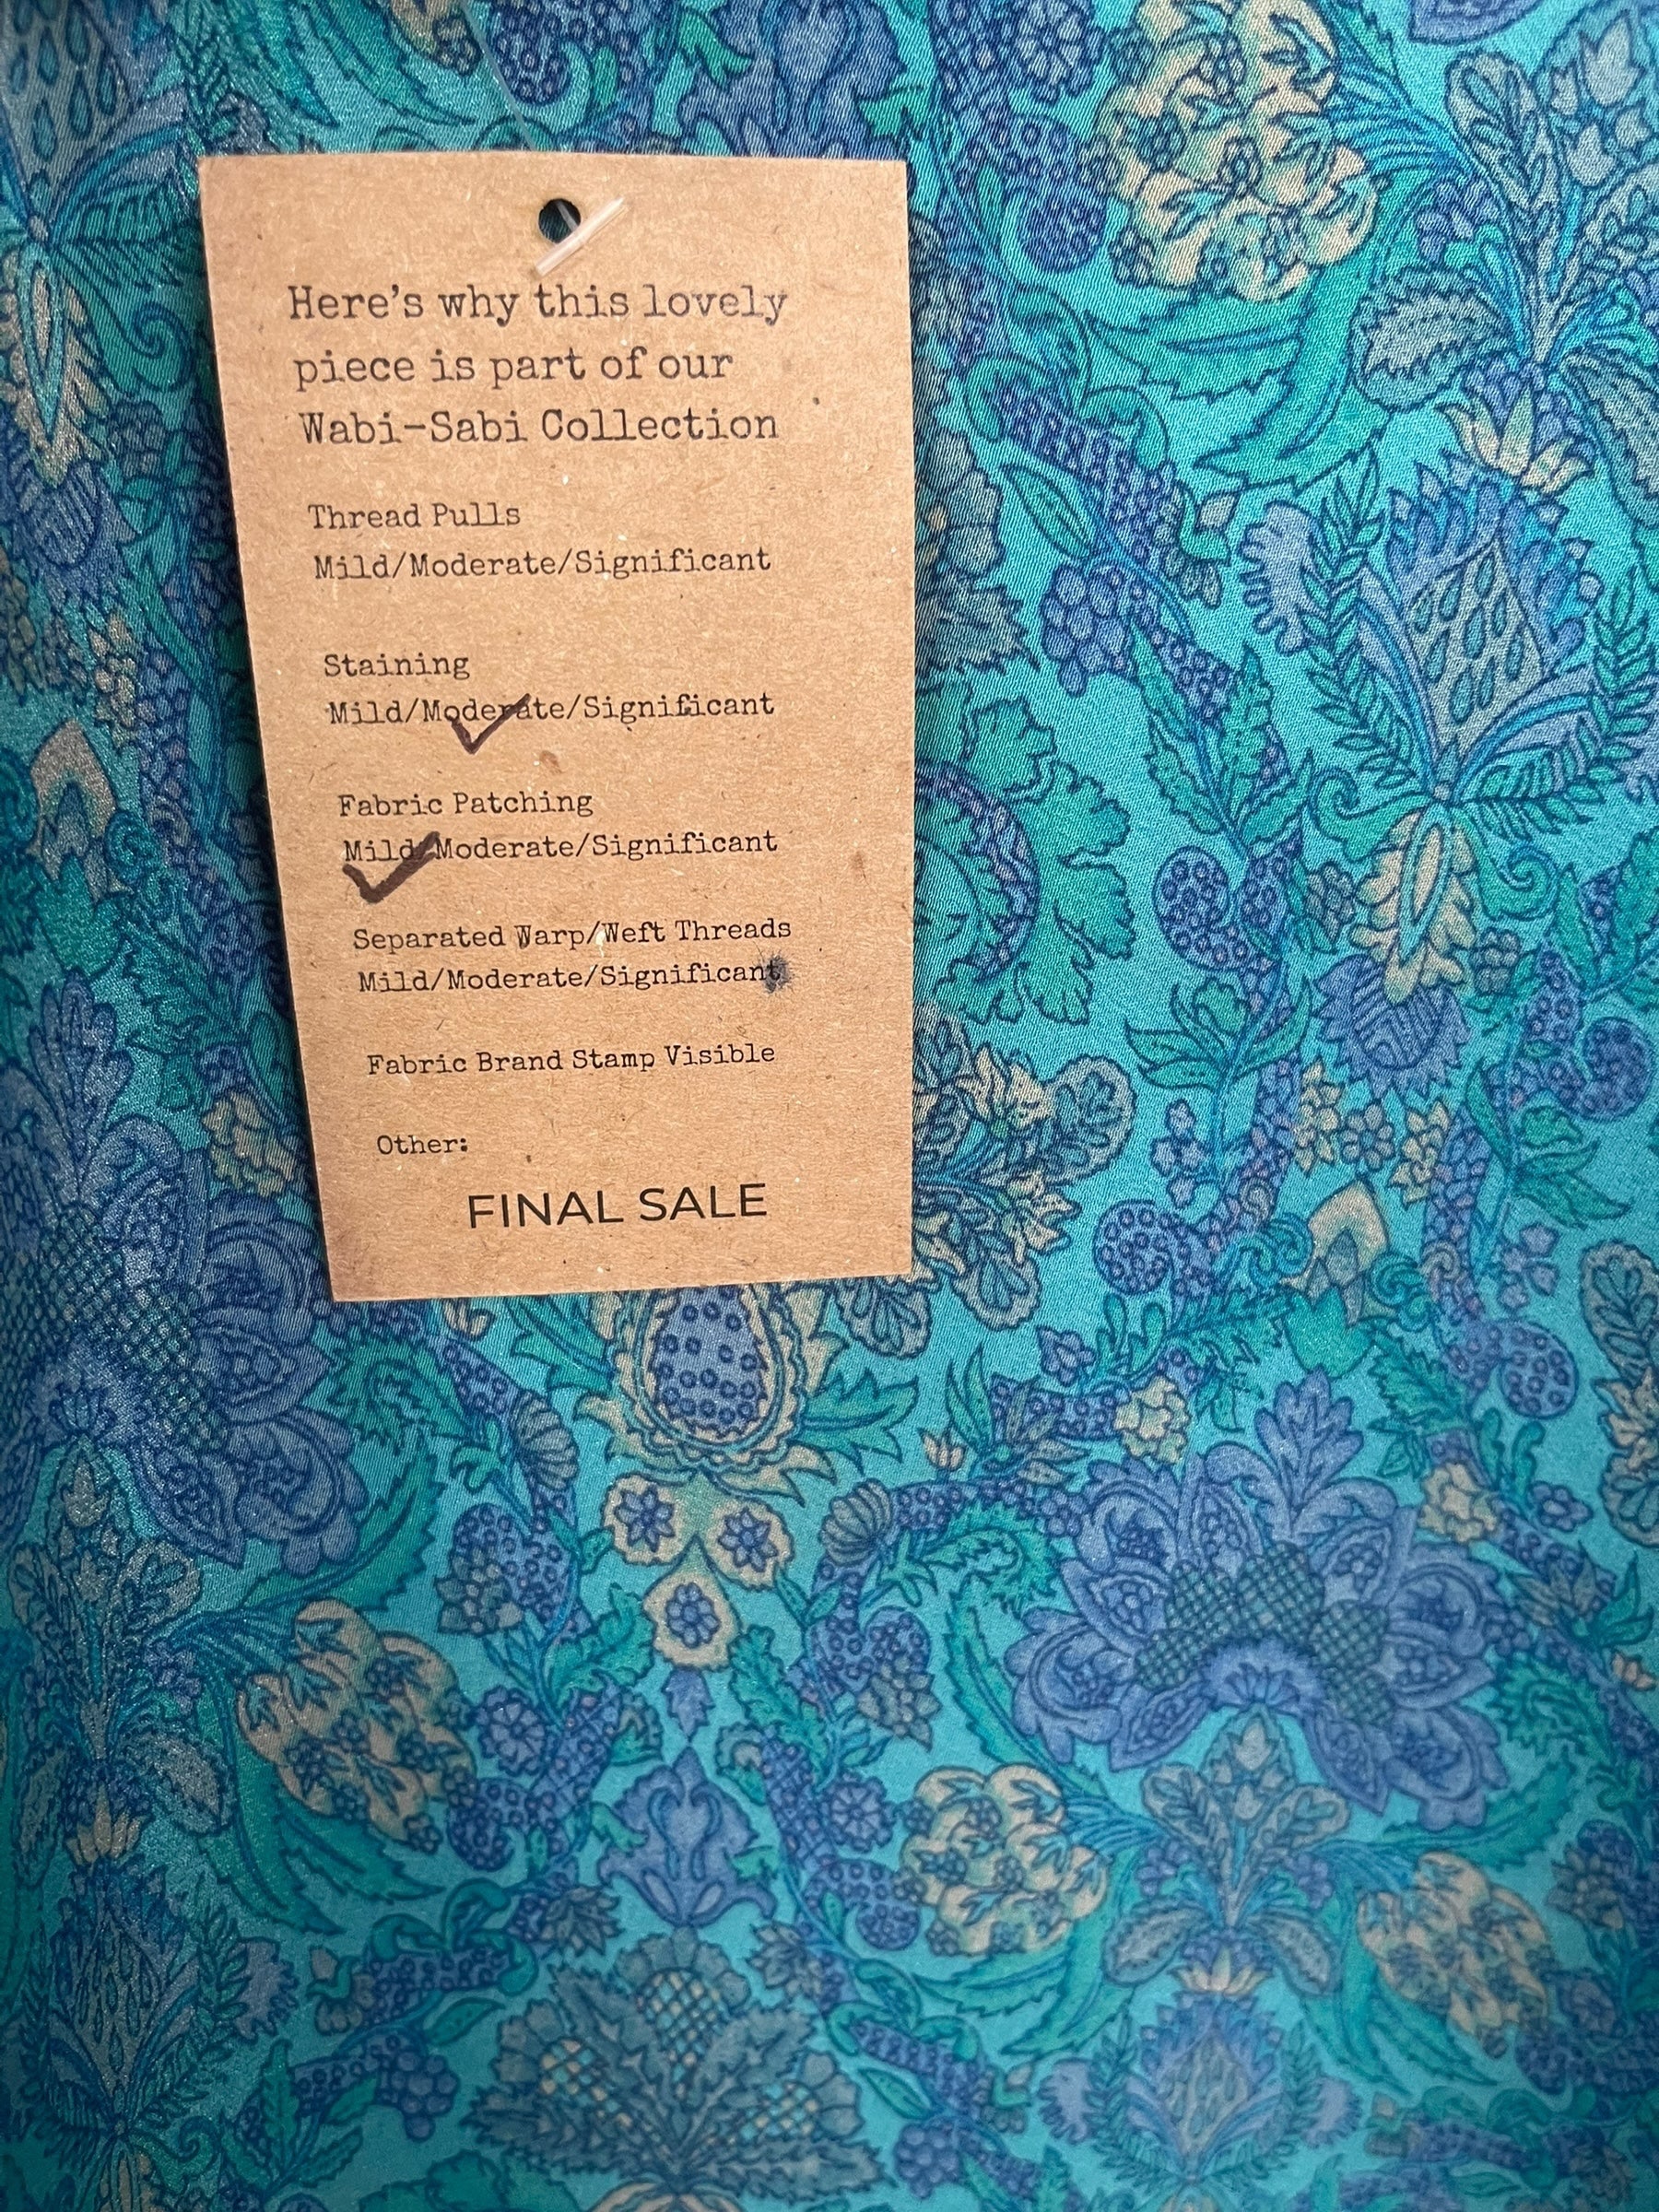 Here's why this lovely
piece is part of our
Wabi-Sabi Collection
Thread Pulls
Mild/Moderate/Significant
Staining
Mild/Moderate/Significant
Fabric Patching
Mild/Moderate/Significant
Separated Warp/Weft Threads
Mild/Moderate/Significant
Fabric Brand Stamp Visible
Other:
FINAL SALE